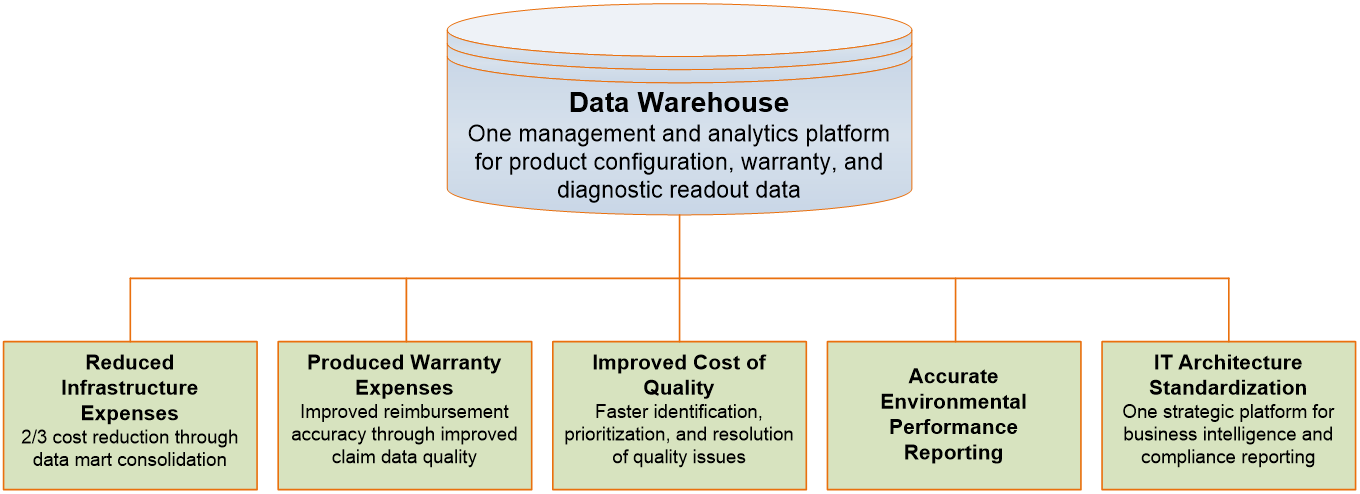 Data Warehouse
One management and analytics platform
for product configuration, warranty, and
diagnostic readout data
Reduced
Infrastructure
Expenses
2/3 cost reduction through
data mart consolidation
Produced Warranty
Expenses
Improved reimbursement
accuracy through improved
claim data quality
Improved Cost of
Quality
Faster identification,
prioritization, and resolution
of quality issues
Accurate
Environmental
Performance
Reporting
IT Architecture
Standardization
One strategic platform for
business intelligence and
compliance reporting